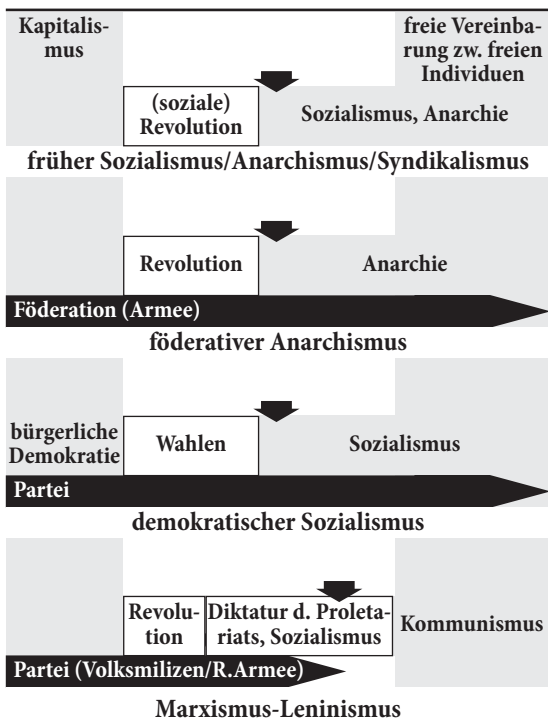 Kapitalis-
mus
freie Vereinba-
rung zw. freien
Individuen
(soziale)
Revolution
Sozialismus, Anarchie
früher Sozialismus/Anarchismus/Syndikalismus
Revolution
Anarchie
Föderation (Armee)
föderativer Anarchismus
bürgerliche
Demokratie
Wahlen
Sozialismus
Partei
demokratischer Sozialismus
Revolu-
tion
Diktatur d. Proleta-
riats, Sozialismus
Kommunismus
Partei (Volksmilizen/R.Armee)
Marxismus-Leninismus